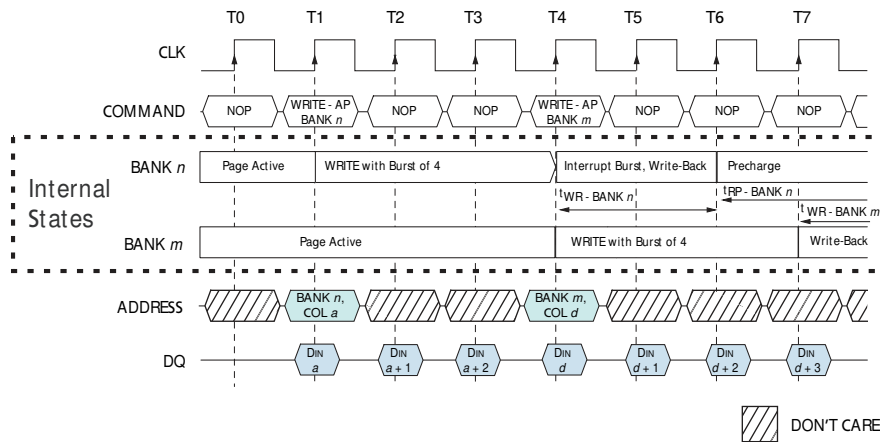 T0 T1 T2 T3 T4 T5 T6 T7
CLK
COMMAND NOP WRITE - AP BANK n NOP NOP WRITE - AP BANK m NOP NOP NOP
Internal States
BANK n Page Active WRITE with Burst of 4 Interrupt Burst, Write-Back Precharge
tWR - BANK n tRP - BANK n
tWR - BANK m
BANK m Page Active WRITE with Burst of 4 Write-Back
ADDRESS BANK n, COL a BANK m, COL d
DQ DIN a DIN a + 1 DIN a + 2 DIN d DIN d + 1 DIN d + 2 DIN d + 3
DON'T CARE